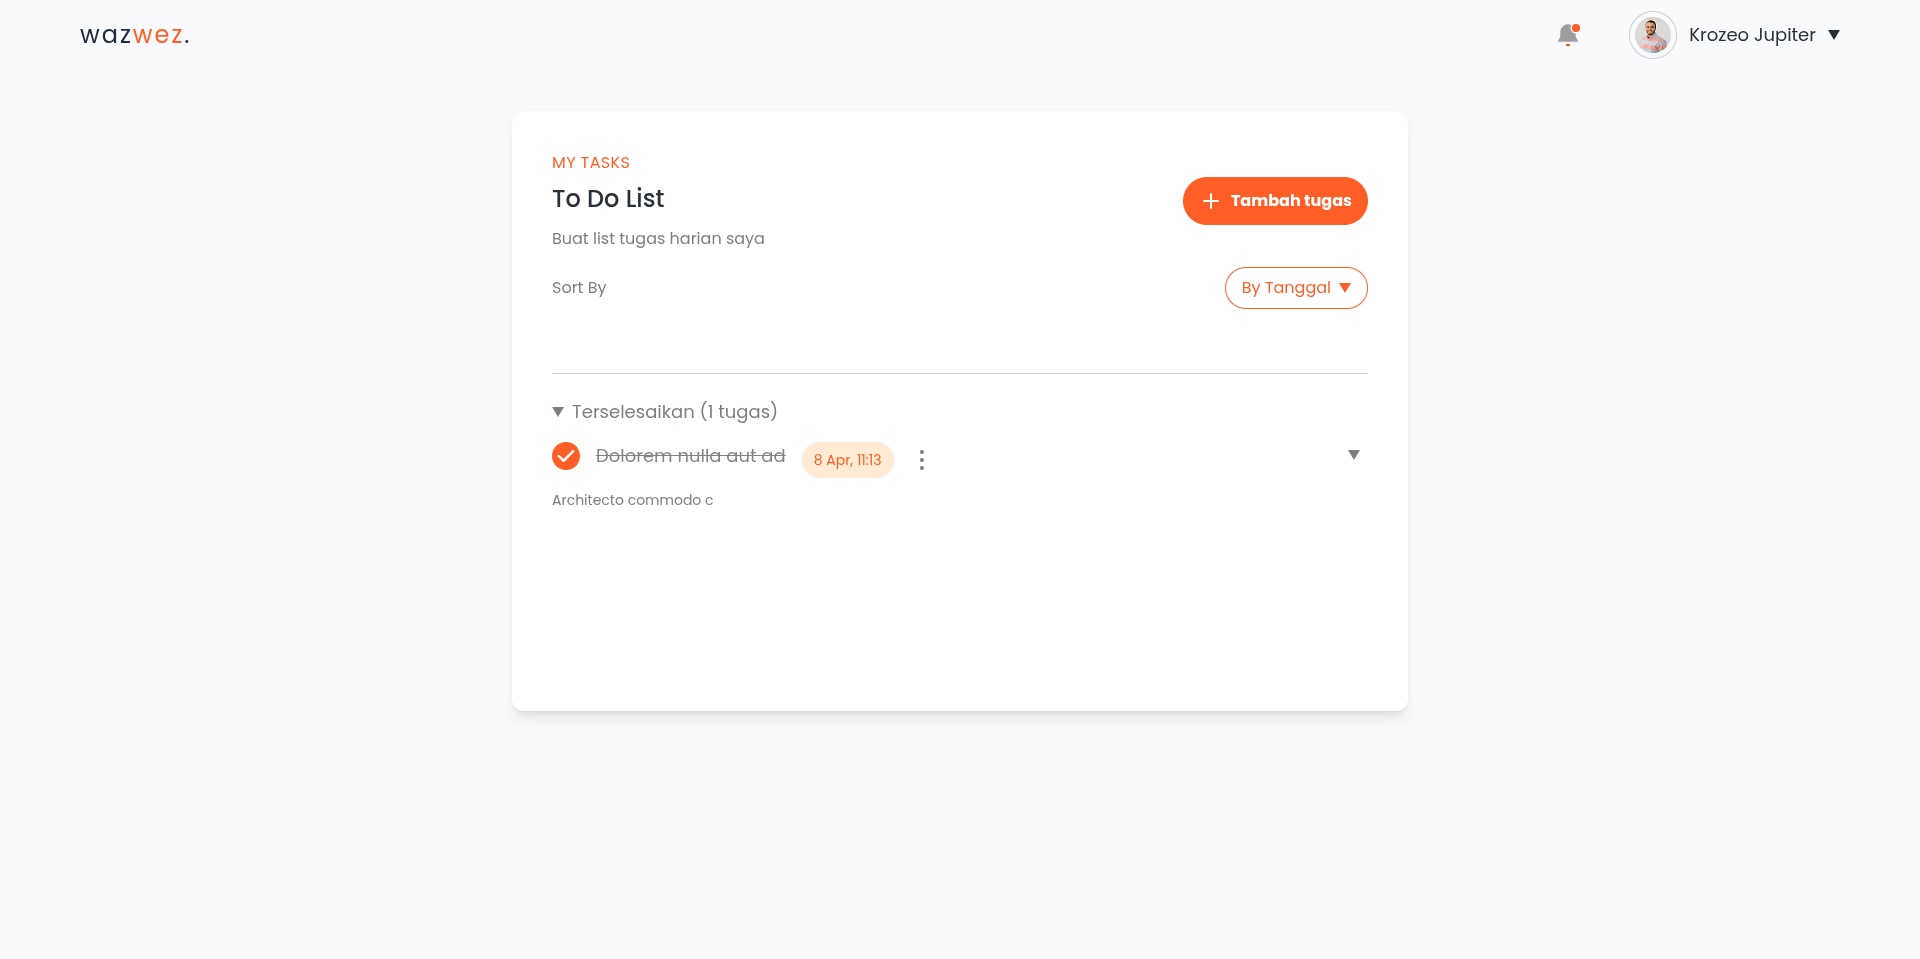 wazwez.
Krozeo Jupiter
MY TASKS
To Do List
Tambah tugas
Buat list tugas harian saya
Sort By
By Tanggal
Terselesaikan (1 tugas)
Dolorem nulla aut ad
8 Apr, 11:13
Architecto commodo c